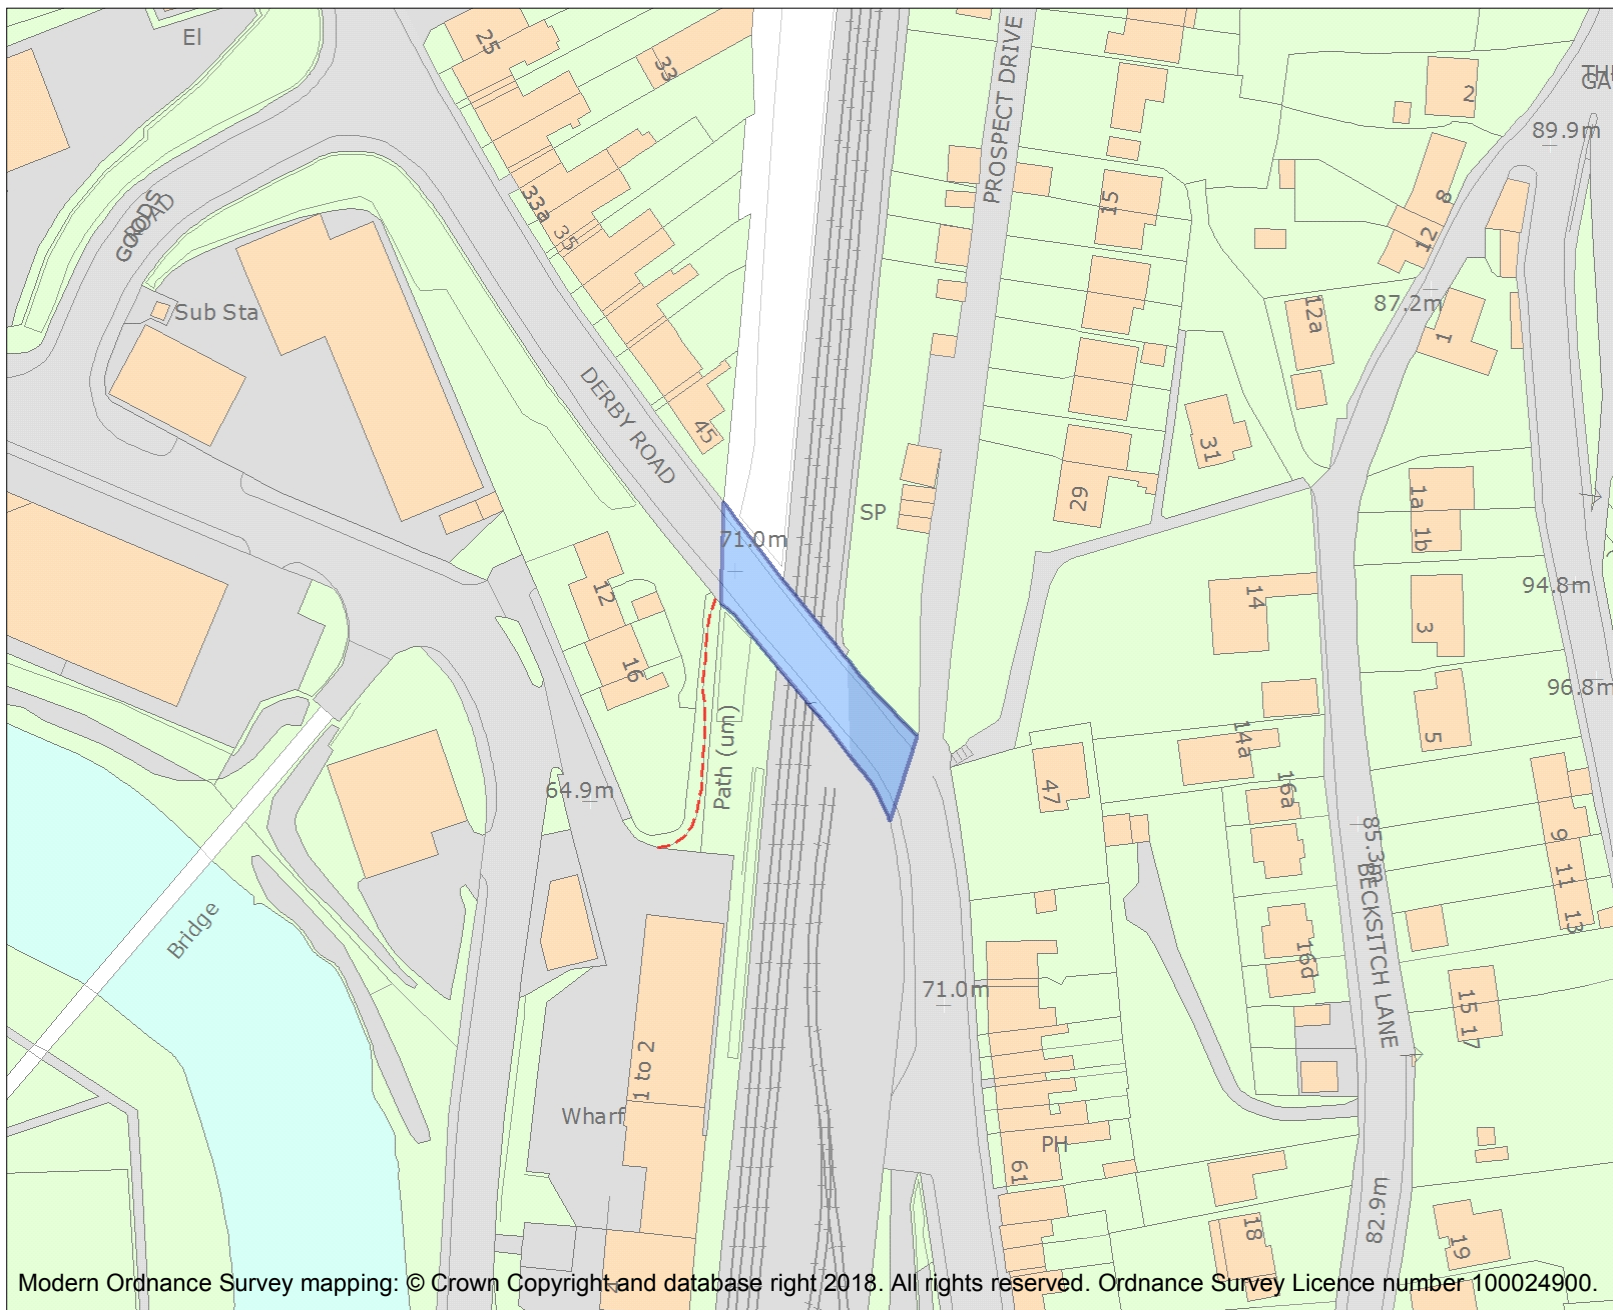 El
25
33
PROSPECT DRIVE
2
89.9m
GOODS
ROAD
33a
35
15
8
12
Sub Sta
12a
87.2m
1
DERBY ROAD
45
31
29
SP
1a
1b
71.0m
12
14
3
94.8m
16
96.8m
Path (um)
14a
5
47
16a
64.9m
85.3m
BECKSITCH LANE
9
11
13
Bridge
16d
71.0m
15
17
1 to 2
Wharf
PH
61
82.9m
18
19
4
Modern Ordnance Survey mapping: © Crown Copyright and database right 2018. All rights reserved. Ordnance Survey Licence number 100024900.